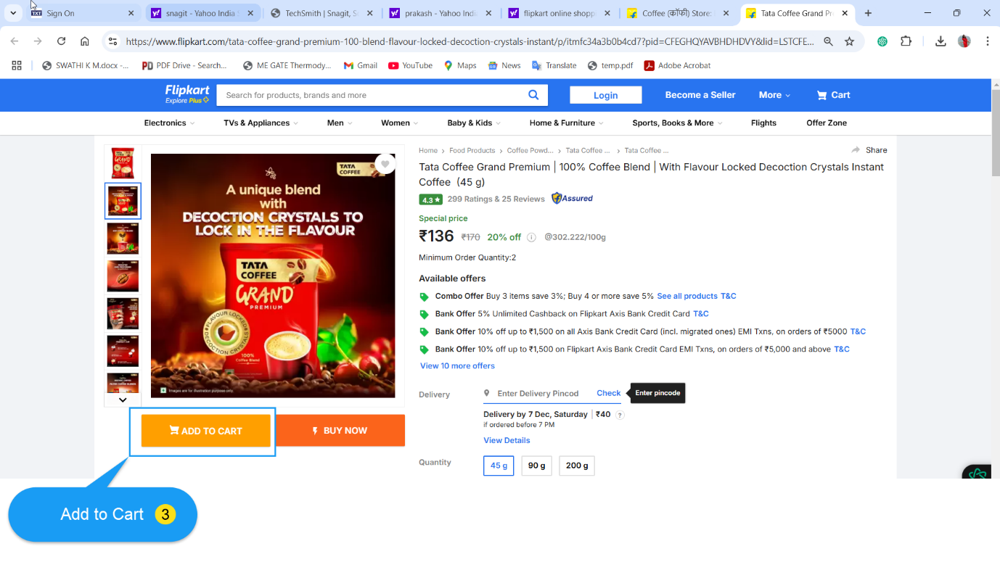 Sign On
snagit - Yahoo India
TechSmith | Snagit, S
prakash - Yahoo Indi
flipkart online shopp
Coffee (कॉफी) Store:
Tata Coffee Grand Pr
https://www.flipkart.com/tata-coffee-grand-premium-100-blend-flavour-locked-decoction-crystals-instant/p/itmfc34a3b0b4cd7?pid=CFEGHQYAVBHDHDVY&lid=LSTCFE...
SWATHI K M.docx -...
PDF Drive - Search...
ME GATE Thermody...
Gmail
YouTube
Maps
News
Translate
temp.pdf
Adobe Acrobat
Flipkart
Explore Plus
Search for products, brands and more
Login
Become a Seller
More
Cart
Electronics
TVs & Appliances
Men
Women
Baby & Kids
Home & Furniture
Sports, Books & More
Flights
Offer Zone
TATA
COFFEE
A unique blend
with
DECOCTION CRYSTALS TO
LOCK IN THE FLAVOUR
TATA
COFFEE
GRAND
PREMIUM
FLAVOUR LOCKED
DECOCTION CRYSTALS
100%
Coffee Blend
Images are for illustration purpose only.
Home > Food Products > Coffee Powd... > Tata Coffee ... > Tata Coffee ...
Share
Tata Coffee Grand Premium | 100% Coffee Blend | With Flavour Locked Decoction Crystals Instant
Coffee (45 g)
4.3★ 299 Ratings & 25 Reviews Assured
Special price
₹136 ₹170 20% off @302.222/100g
Minimum Order Quantity:2
Available offers
Combo Offer Buy 3 items save 3%; Buy 4 or more save 5% See all products T&C
Bank Offer 5% Unlimited Cashback on Flipkart Axis Bank Credit Card T&C
Bank Offer 10% off up to ₹1,500 on all Axis Bank Credit Card (incl. migrated ones) EMI Txns, on orders of ₹5000 T&C
Bank Offer 10% off up to ₹1,500 on Flipkart Axis Bank Credit Card EMI Txns, on orders of ₹5,000 and above T&C
View 10 more offers
Delivery
Enter Delivery Pincod
Check
Enter pincode
Delivery by 7 Dec, Saturday | ₹40 ?
if ordered before 7 PM
View Details
Quantity
45 g
90 g
200 g
ADD TO CART
BUY NOW
Add to Cart 3